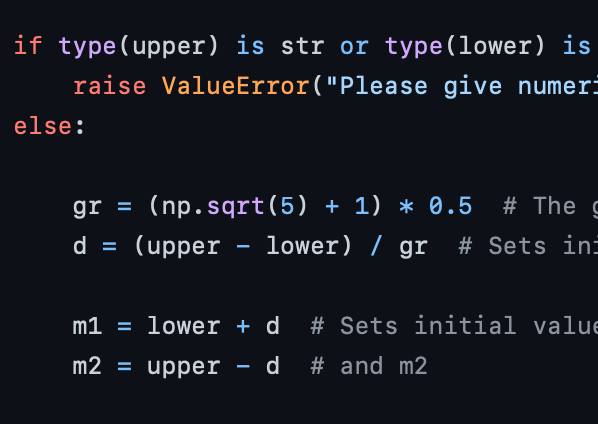 if type(upper) is str or type(lower) is
raise ValueError("Please give numeri
else:
gr = (np.sqrt(5) + 1) * 0.5  # The g
d = (upper - lower) / gr  # Sets ini
m1 = lower + d  # Sets initial value
m2 = upper - d  # and m2